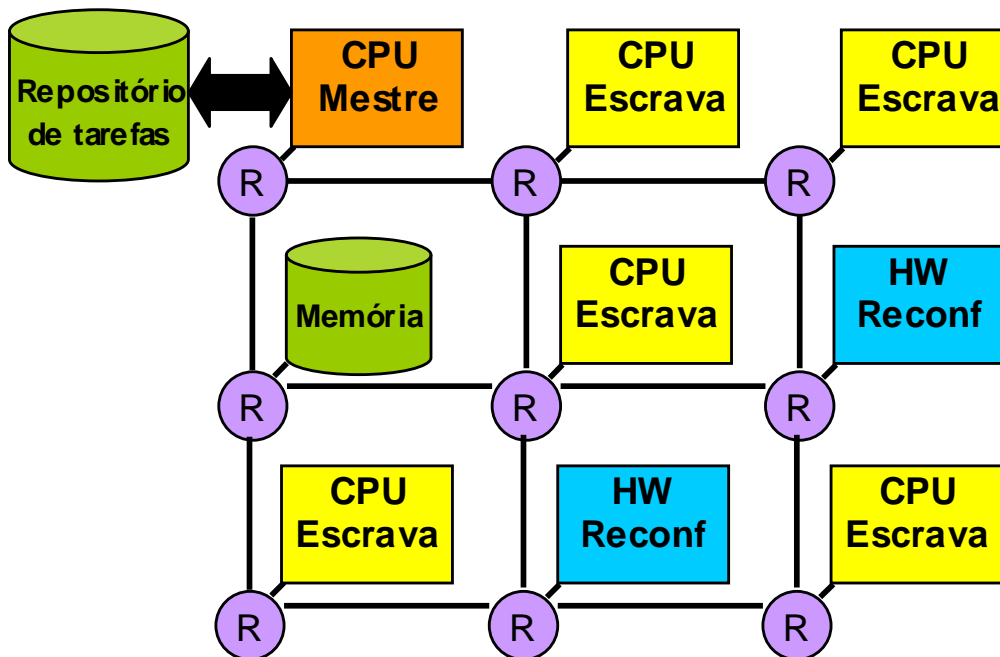 Repositório
de tarefas
CPU
Mestre
CPU
Escrava
CPU
Escrava
R
R
R
Memória
CPU
Escrava
HW
Reconf
R
R
R
CPU
Escrava
HW
Reconf
CPU
Escrava
R
R
R